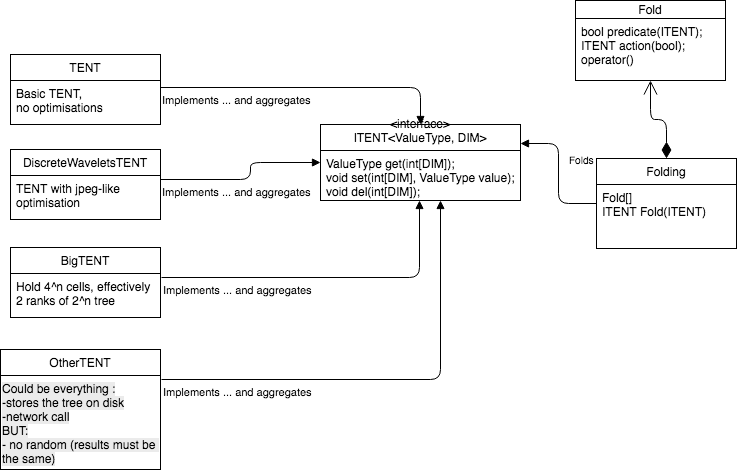 Fold
bool predicate(ITENT);
ITENT action(bool);
operator()
TENT
Basic TENT,
no optimisations
Implements ... and aggregates
<interface>
ITENT<ValueType, DIM>
ValueType get(int[DIM]);
void set(int[DIM], ValueType value);
void del(int[DIM]);
DiscreteWaveletsTENT
TENT with jpeg-like
optimisation
Implements ... and aggregates
Folds
Folding
Fold[]
ITENT Fold(ITENT)
BigTENT
Hold 4^n cells, effectively
2 ranks of 2^n tree
Implements ... and aggregates
OtherTENT
Could be everything :
-stores the tree on disk
-network call
BUT:
- no random (results must be
the same)
Implements ... and aggregates